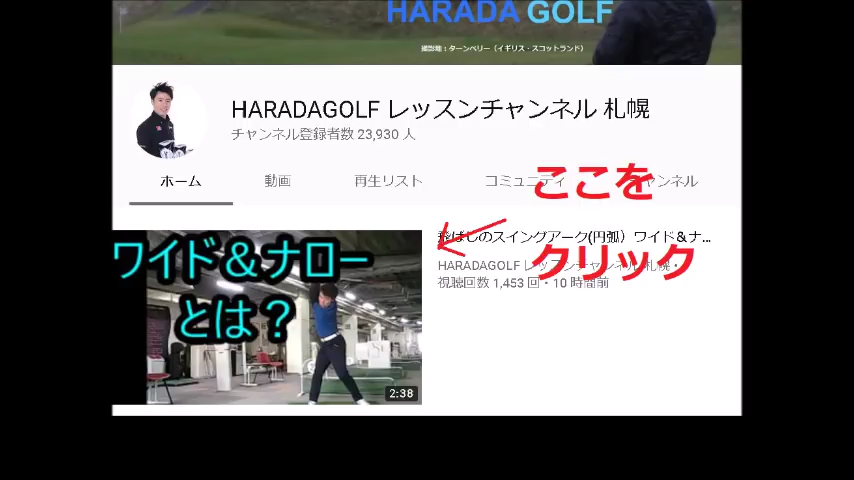 HARADA GOLF
撮影地：ターンベリー（イギリス・スコットランド）
HARADAGOLF レッスンチャンネル 札幌
チャンネル登録者数 23,930 人
ホーム 動画 再生リスト コミュニティ チャンネル
ここを
クリック
飛ばしのスイングアーク(円弧）ワイド＆ナ...
HARADAGOLF レッスンチャンネル 札幌・
視聴回数 1,453 回・10 時間前
ワイド＆ナロー
とは？
2:38